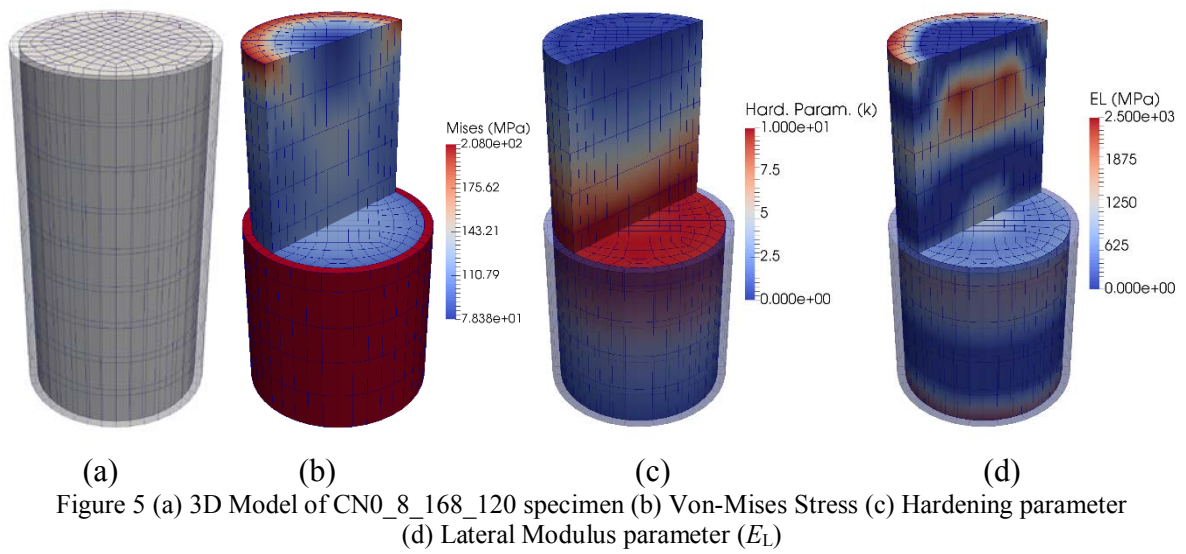 Mises (MPa)
2.080e+02
175.62
143.21
110.79
7.838e+01
Hard. Param. (k)
1.000e+01
7.5
5
2.5
0.000e+00
EL (MPa)
2.500e+03
1875
1250
625
0.000e+00
(a) (b) (c) (d)
Figure 5 (a) 3D Model of CN0_8_168_120 specimen (b) Von-Mises Stress (c) Hardening parameter
(d) Lateral Modulus parameter (EL)